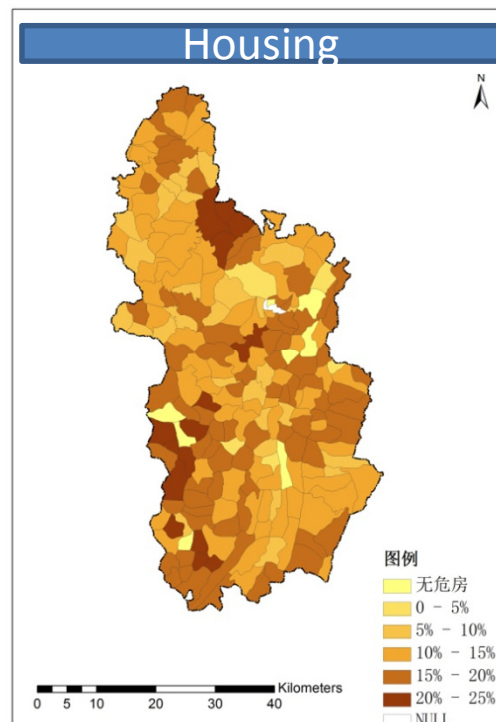 Housing
N
图例
无危房
0 - 5%
5% - 10%
10% - 15%
15% - 20%
20% - 25%
NULL
0 5 10 20 30 40 Kilometers